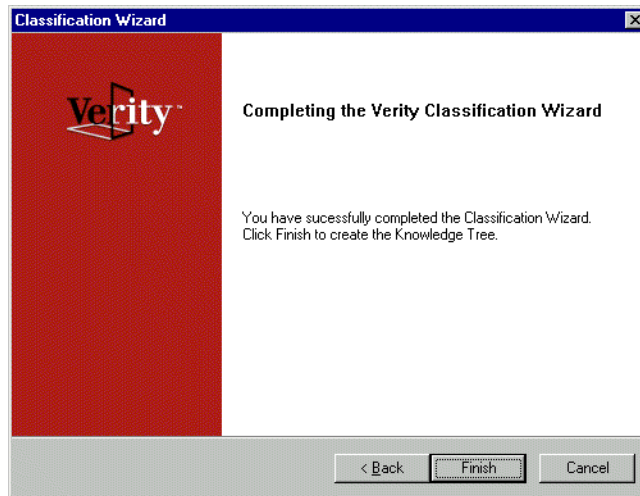 Classification Wizard
Verity™
Completing the Verity Classification Wizard
You have sucessfully completed the Classification Wizard.
Click Finish to create the Knowledge Tree.
< Back
Finish
Cancel